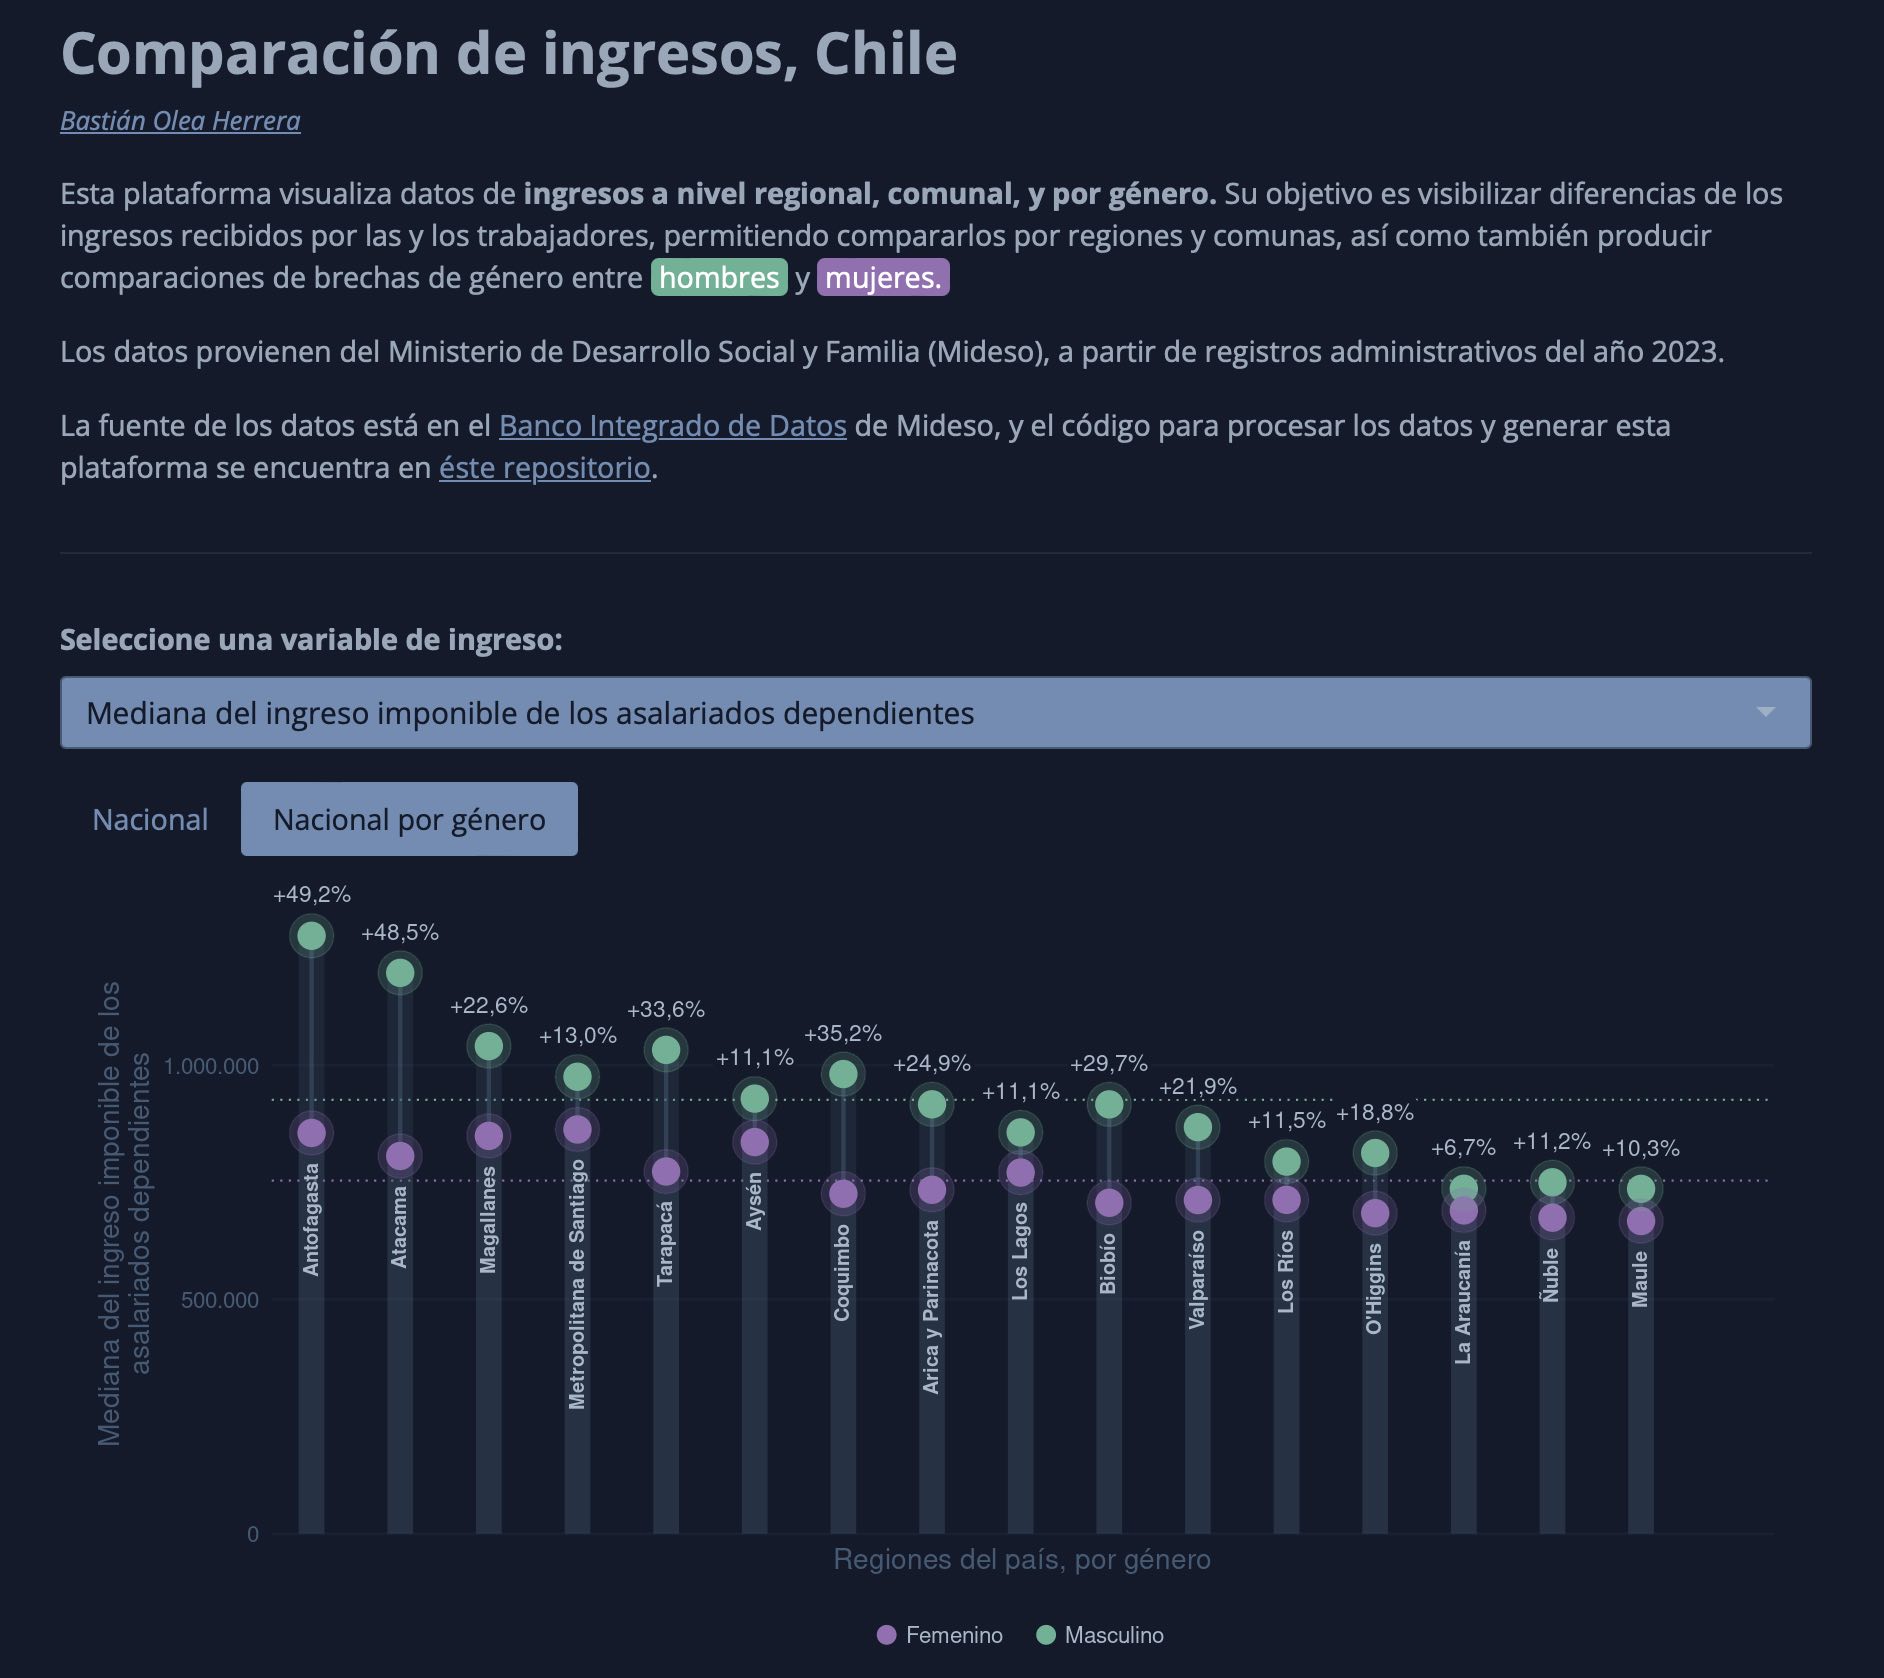 Comparación de ingresos, Chile
Bastián Olea Herrera
Esta plataforma visualiza datos de ingresos a nivel regional, comunal, y por género. Su objetivo es visibilizar diferencias de los
ingresos recibidos por las y los trabajadores, permitiendo compararlos por regiones y comunas, así como también producir
comparaciones de brechas de género entre hombres y mujeres.
Los datos provienen del Ministerio de Desarrollo Social y Familia (Mideso), a partir de registros administrativos del año 2023.
La fuente de los datos está en el Banco Integrado de Datos de Mideso, y el código para procesar los datos y generar esta
plataforma se encuentra en éste repositorio.
Seleccione una variable de ingreso:
Mediana del ingreso imponible de los asalariados dependientes
Nacional
Nacional por género
Mediana del ingreso imponible de los
asalariados dependientes
1.000.000
500.000
0
+49,2%
+48,5%
+22,6%
+13,0%
+33,6%
+11,1%
+35,2%
+24,9%
+11,1%
+29,7%
+21,9%
+11,5%
+18,8%
+6,7%
+11,2%
+10,3%
Antofagasta
Atacama
Magallanes
Metropolitana de Santiago
Tarapacá
Aysén
Coquimbo
Arica y Parinacota
Los Lagos
Biobío
Valparaíso
Los Ríos
O'Higgins
La Araucanía
Ñuble
Maule
Regiones del país, por género
Femenino
Masculino